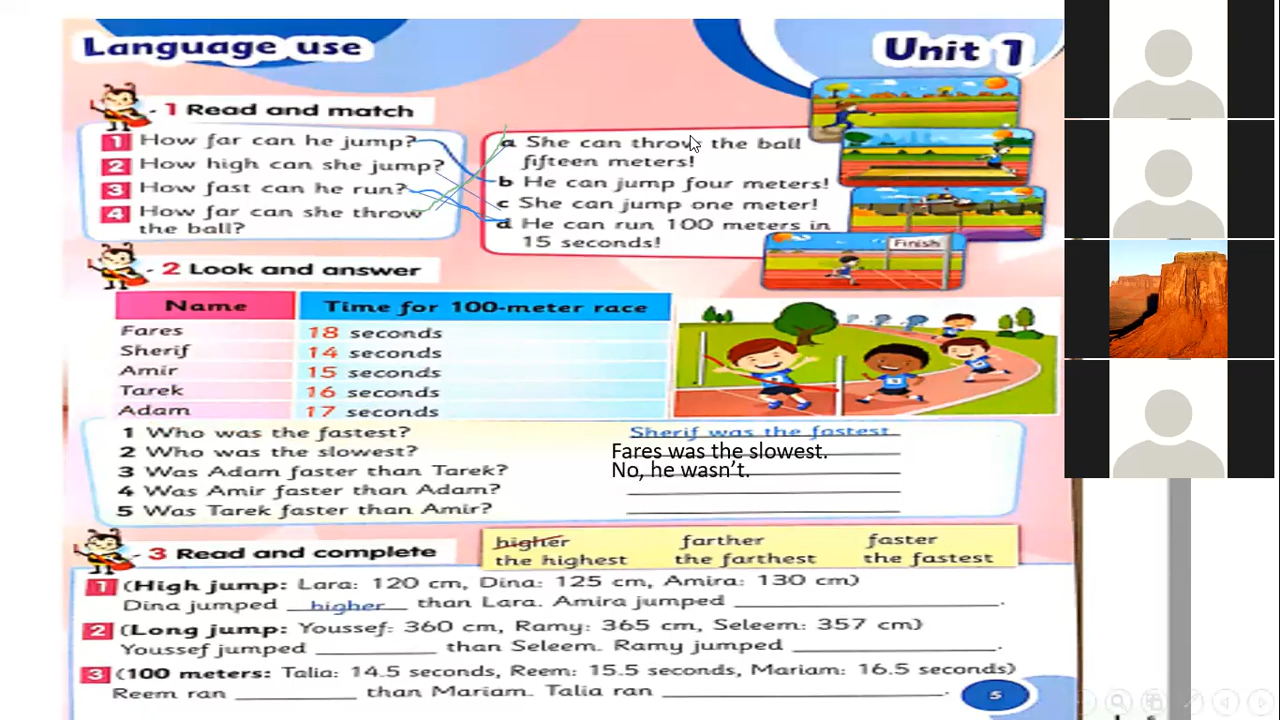 Language use
Unit 1
1 Read and match
1 How far can he jump?
2 How high can she jump?
3 How fast can he run?
4 How far can she throw
the ball?
a She can throw the ball
fifteen meters!
b He can jump four meters!
c She can jump one meter!
d He can run 100 meters in
15 seconds!
Finish
2 Look and answer
Name Time for 100-meter race
Fares 18 seconds
Sherif 14 seconds
Amir 15 seconds
Tarek 16 seconds
Adam 17 seconds
1 Who was the fastest? Sherif was the fastest
2 Who was the slowest? Fares was the slowest.
3 Was Adam faster than Tarek? No, he wasn't.
4 Was Amir faster than Adam?
5 Was Tarek faster than Amir?
3 Read and complete
higher farther faster
the highest the farthest the fastest
1 (High jump: Lara: 120 cm, Dina: 125 cm, Amira: 130 cm)
Dina jumped higher than Lara. Amira jumped
2 (Long jump: Youssef: 360 cm, Ramy: 365 cm, Seleem: 357 cm)
Youssef jumped than Seleem. Ramy jumped
3 (100 meters: Talia: 14.5 seconds, Reem: 15.5 seconds, Mariam: 16.5 seconds)
Reem ran than Mariam. Talia ran
5